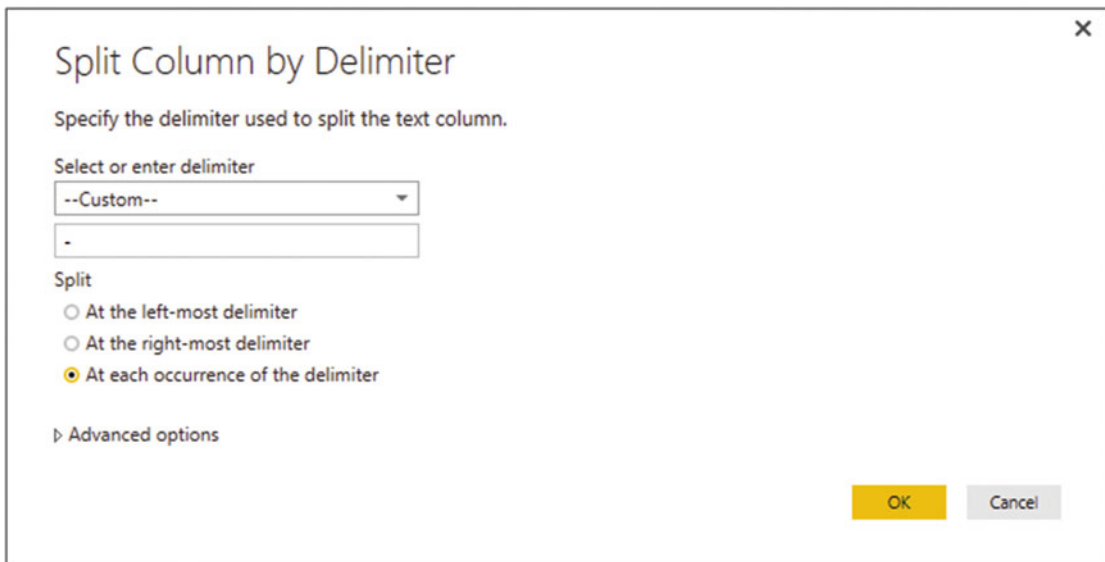 Split Column by Delimiter
Specify the delimiter used to split the text column.
Select or enter delimiter
--Custom--
-
Split
At the left-most delimiter
At the right-most delimiter
At each occurrence of the delimiter
Advanced options
OK Cancel